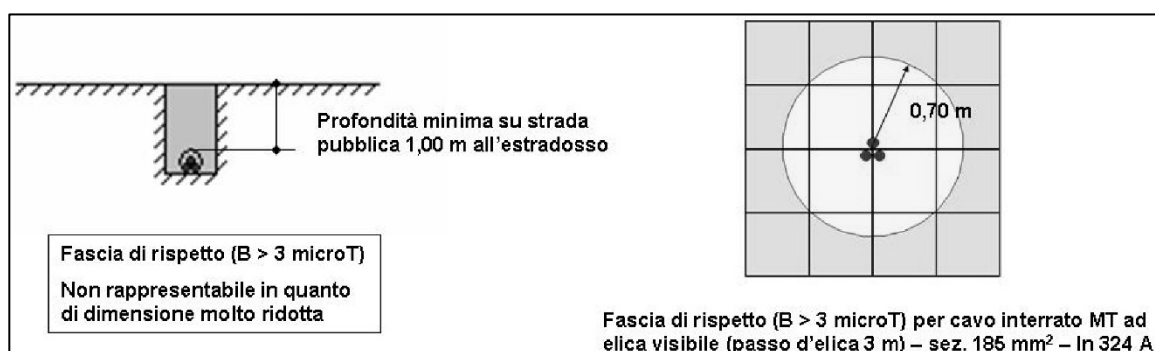 Profondità minima su strada
pubblica 1,00 m all'estradosso
0,70 m
Fascia di rispetto (B > 3 microT)
Non rappresentabile in quanto
di dimensione molto ridotta
Fascia di rispetto (B > 3 microT) per cavo interrato MT ad
elica visibile (passo d'elica 3 m) – sez. 185 mm² – In 324 A